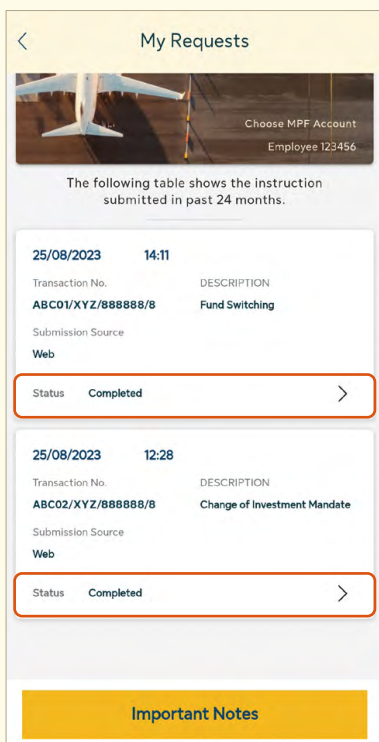 My Requests
Choose MPF Account
Employee 123456
The following table shows the instruction
submitted in past 24 months.
25/08/2023 14:11
Transaction No. DESCRIPTION
ABC01/XYZ/888888/8 Fund Switching
Submission Source
Web
Status Completed
25/08/2023 12:28
Transaction No. DESCRIPTION
ABC02/XYZ/888888/8 Change of Investment Mandate
Submission Source
Web
Status Completed
Important Notes